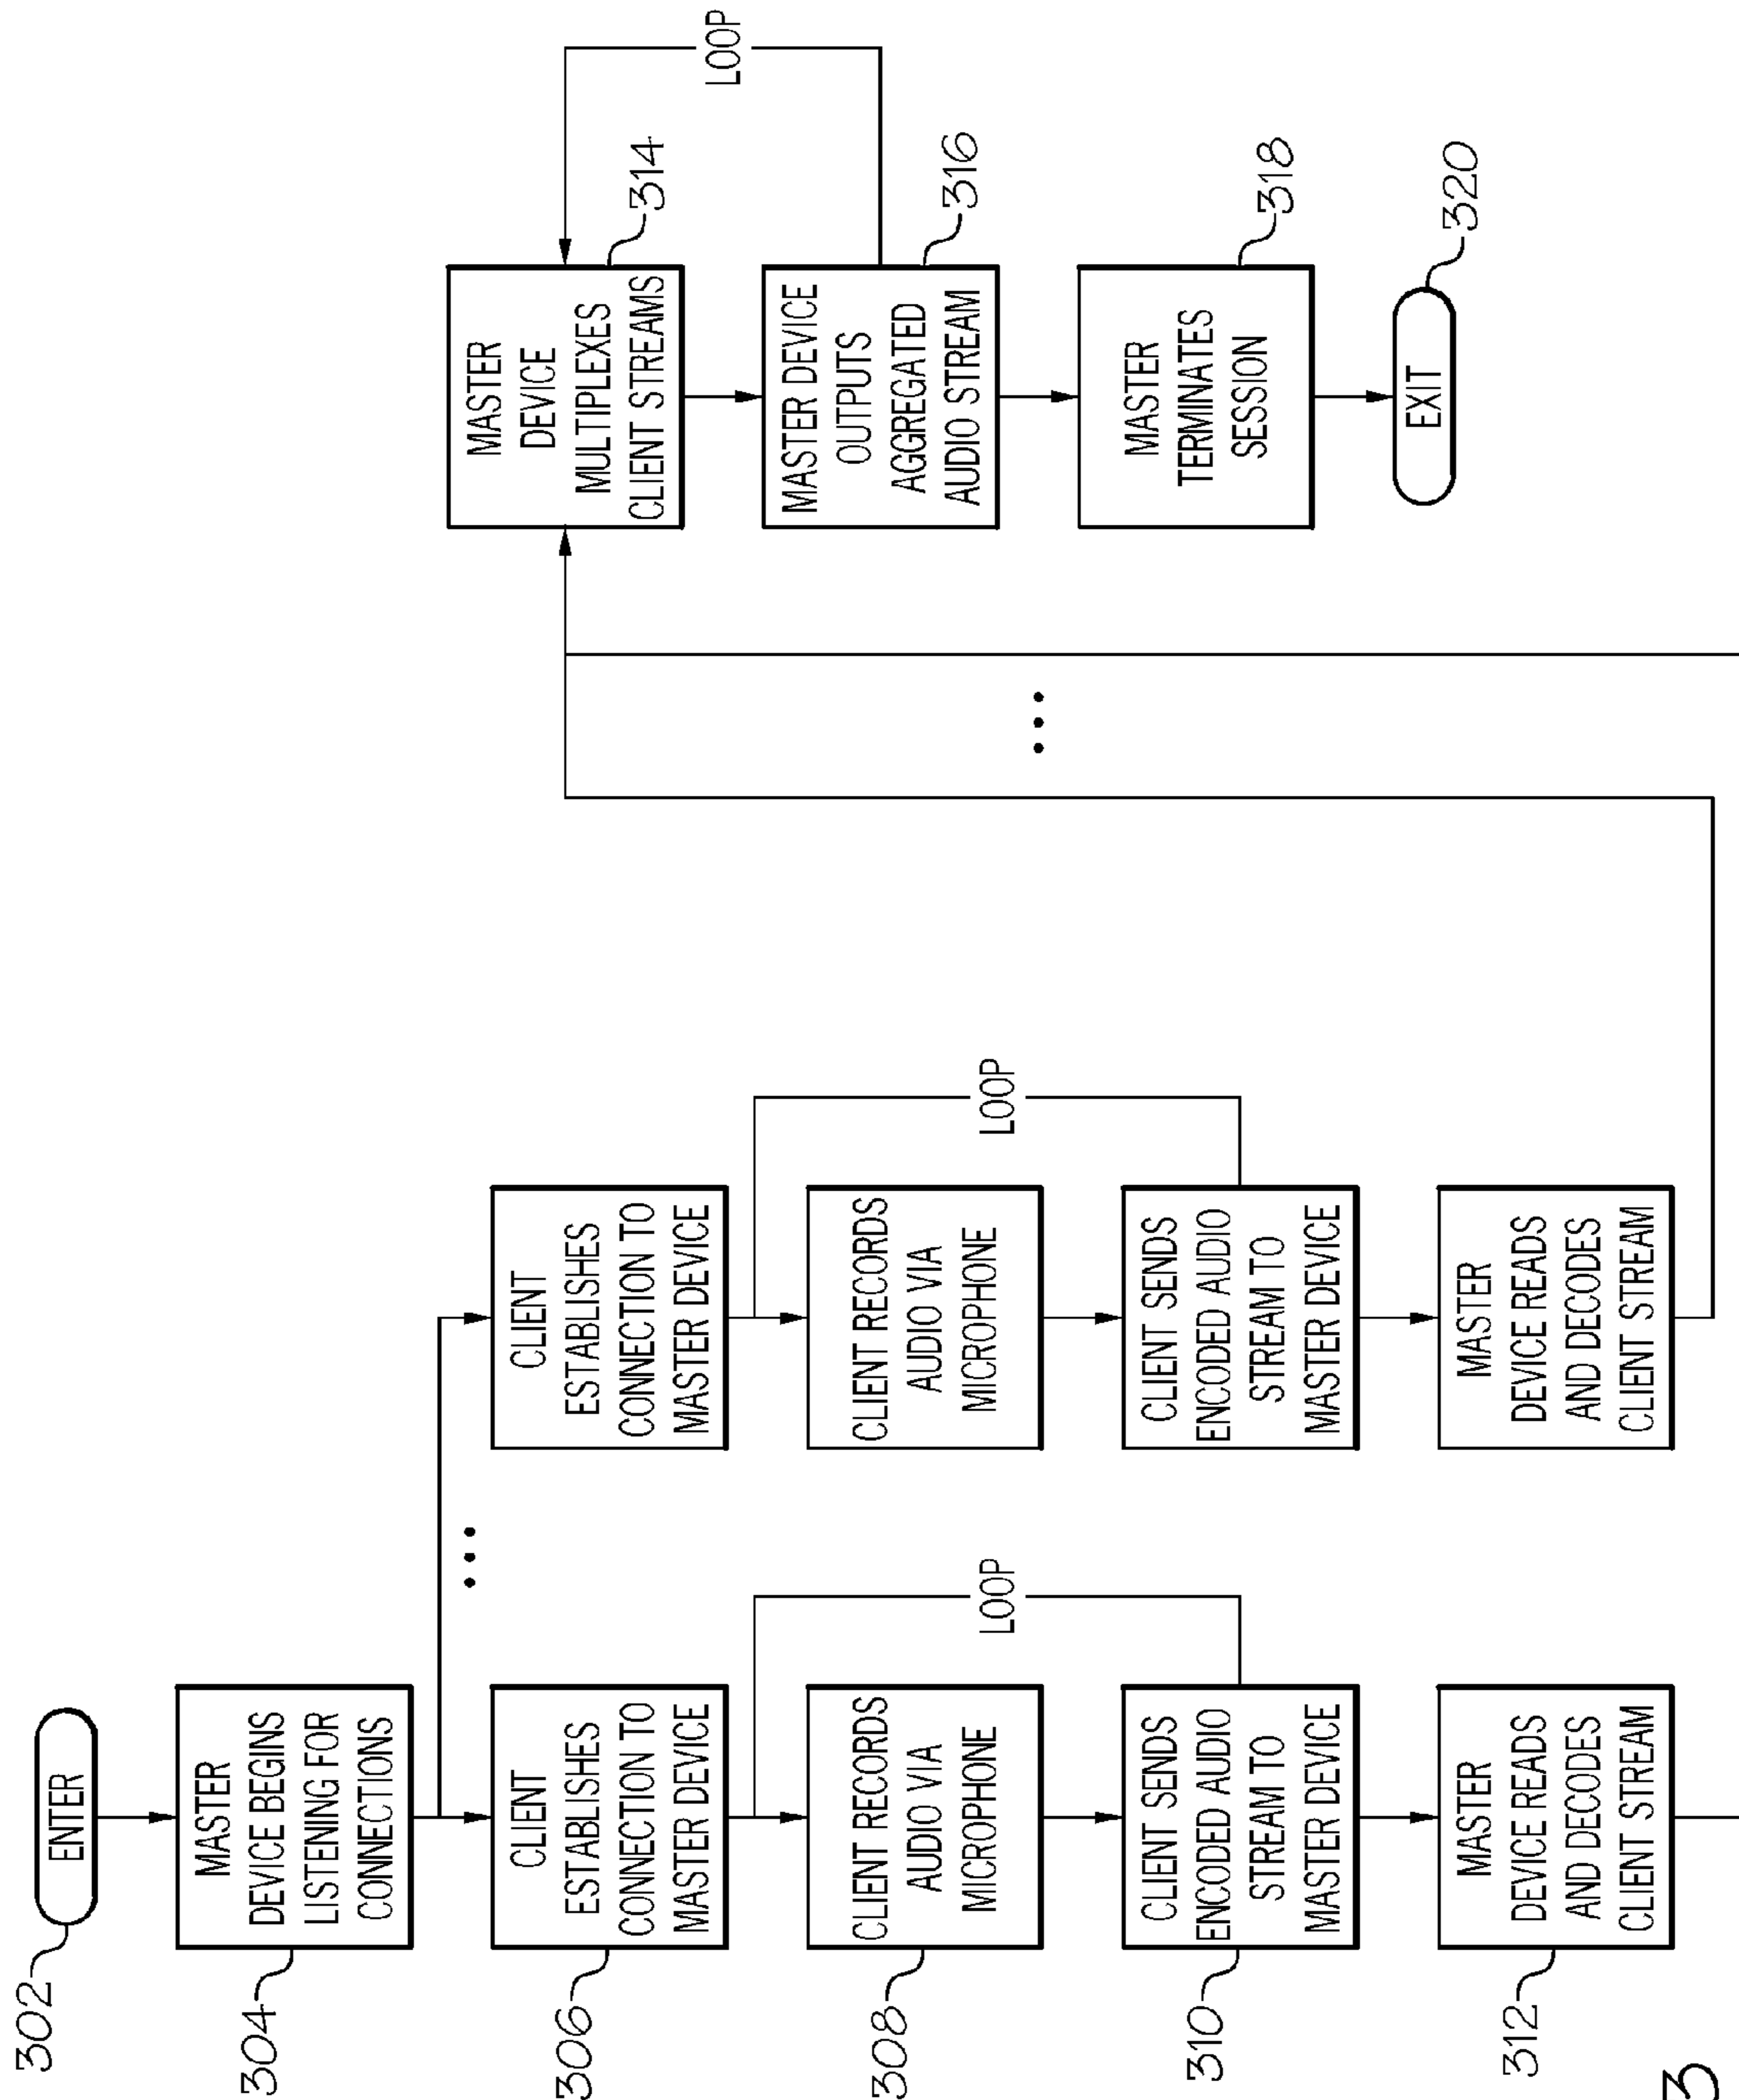 302
ENTER
304
MASTER
DEVICE BEGINS
LISTENING FOR
CONNECTIONS
306
CLIENT
ESTABLISHES
CONNECTION TO
MASTER DEVICE
308
CLIENT RECORDS
AUDIO VIA
MICROPHONE
LOOP
310
CLIENT SENDS
ENCODED AUDIO
STREAM TO
MASTER DEVICE
312
MASTER
DEVICE READS
AND DECODES
CLIENT STREAM
...
CLIENT
ESTABLISHES
CONNECTION TO
MASTER DEVICE
CLIENT RECORDS
AUDIO VIA
MICROPHONE
LOOP
CLIENT SENDS
ENCODED AUDIO
STREAM TO
MASTER DEVICE
MASTER
DEVICE READS
AND DECODES
CLIENT STREAM
...
MASTER
DEVICE
MULTIPLEXES
CLIENT STREAMS
314
LOOP
MASTER DEVICE
OUTPUTS
AGGREGATED
AUDIO STREAM
316
MASTER
TERMINATES
SESSION
318
EXIT
320
3